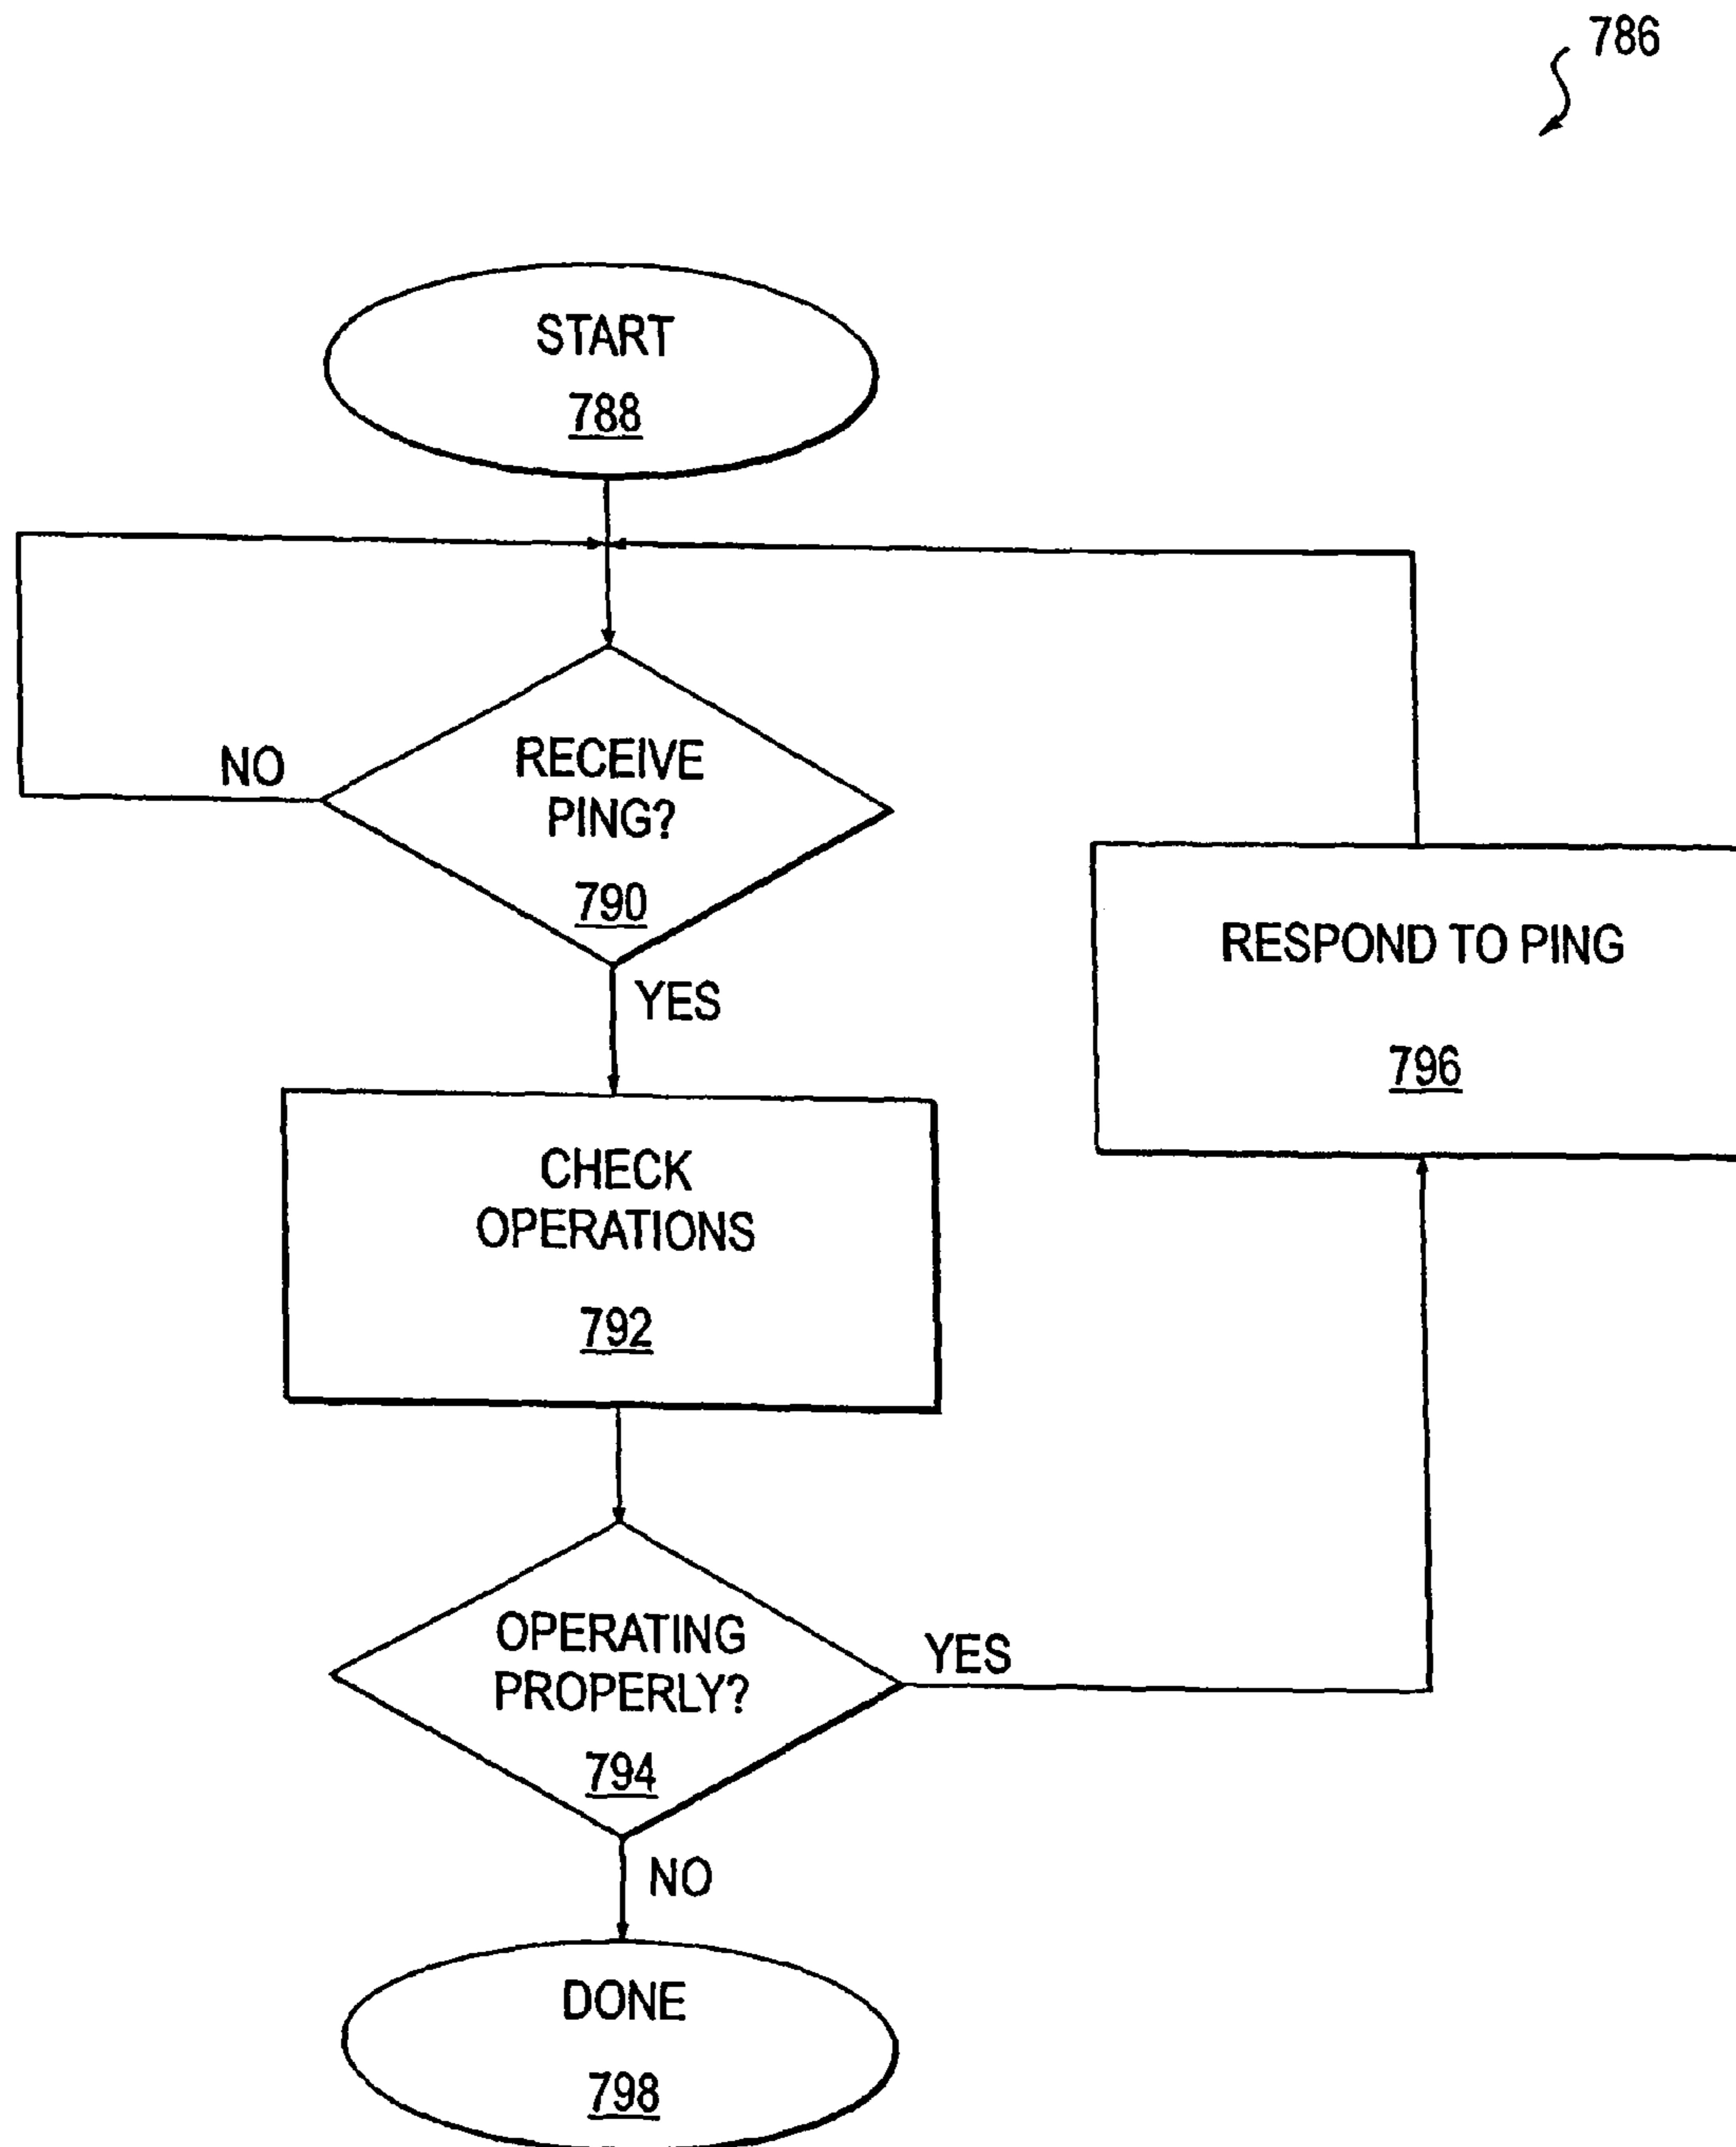 786
START
788
NO
RECEIVE
PING?
790
YES
RESPOND TO PING
796
CHECK
OPERATIONS
792
OPERATING
PROPERLY?
794
YES
NO
DONE
798